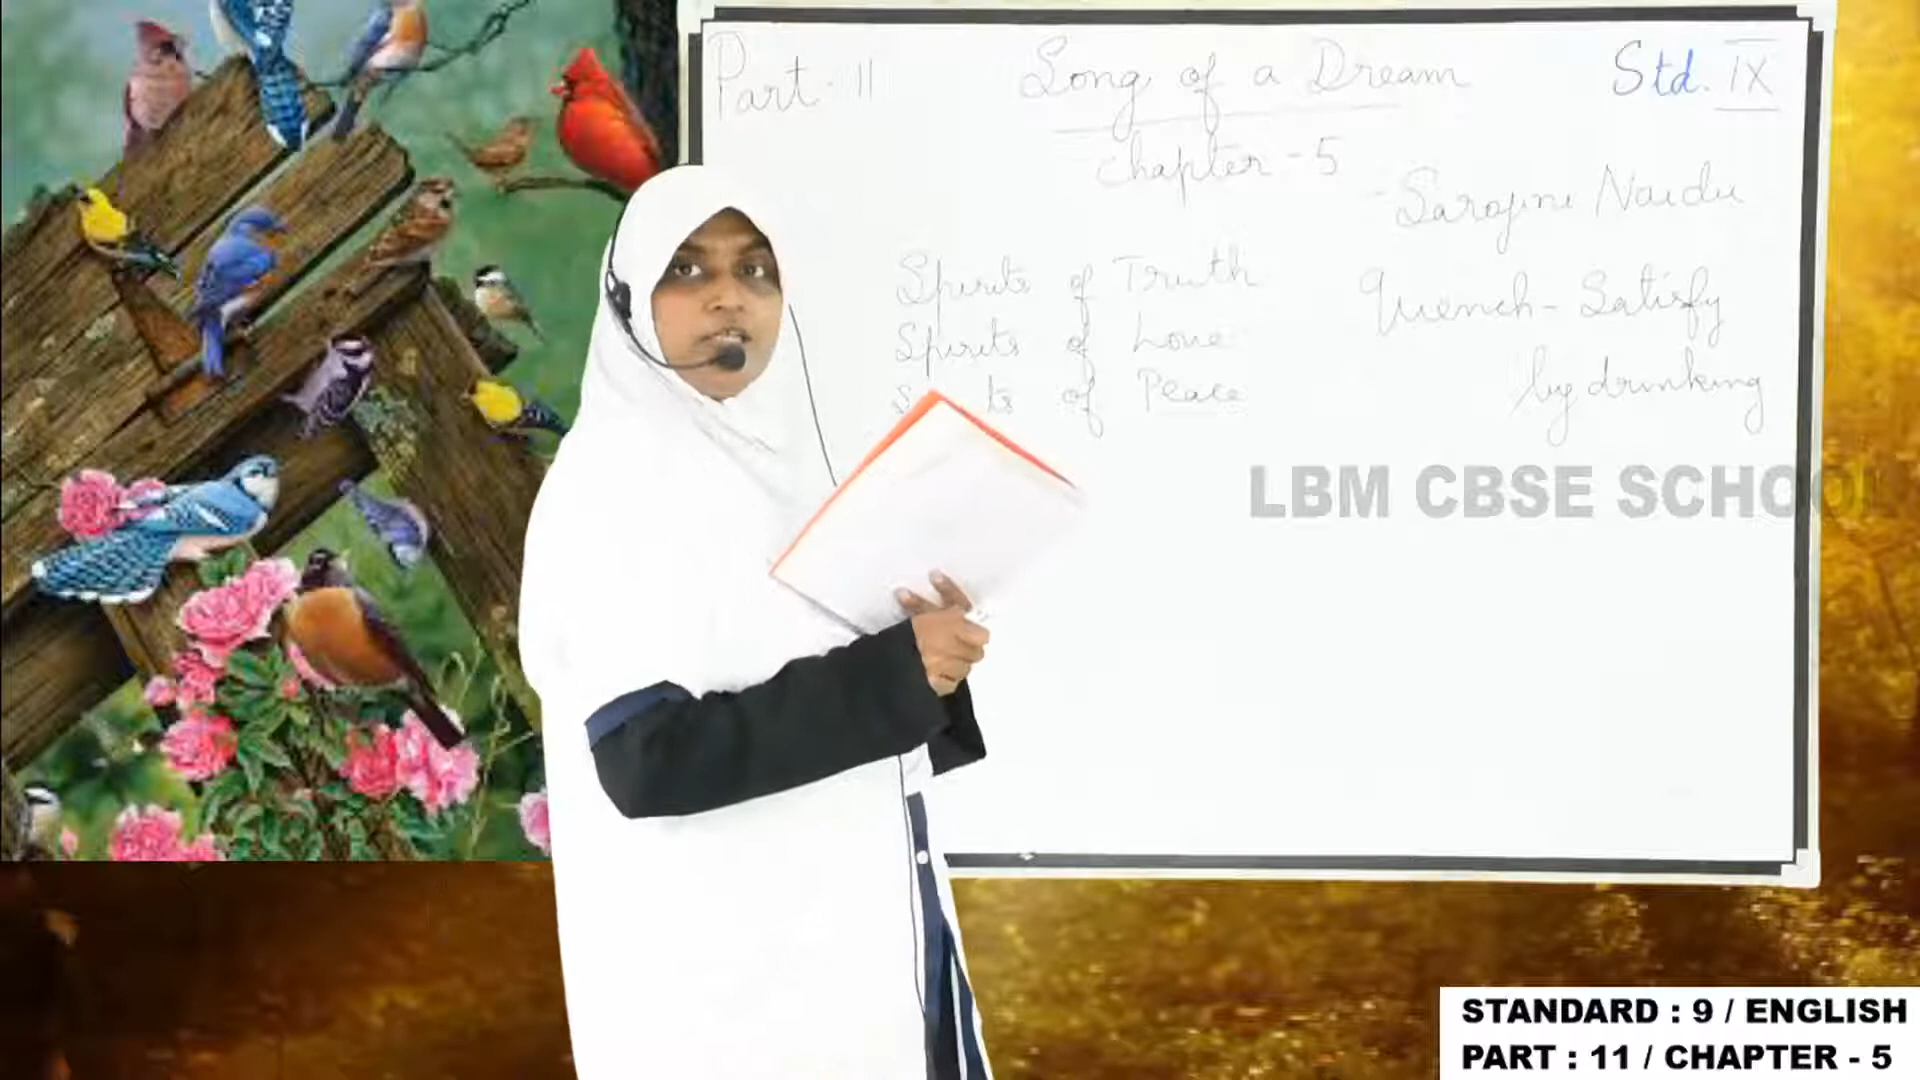 Part - 11
Song of a Dream
Std. IX
Chapter - 5
- Sarojini Naidu
Spirits of Truth
Spirits of Love
of Peace
Quench - Satisfy
by drinking
LBM CBSE SCHOOL
STANDARD : 9 / ENGLISH
PART : 11 / CHAPTER - 5